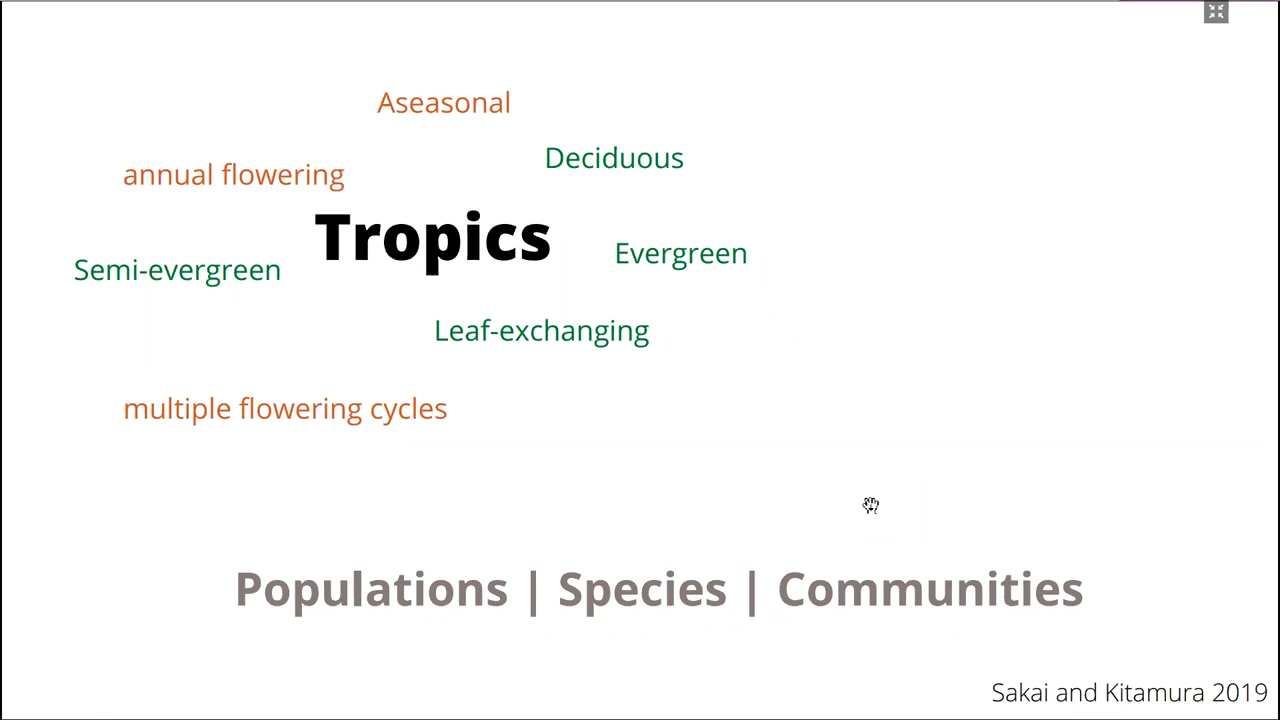 Aseasonal
Deciduous
annual flowering
Tropics
Evergreen
Semi-evergreen
Leaf-exchanging
multiple flowering cycles
Populations | Species | Communities
Sakai and Kitamura 2019